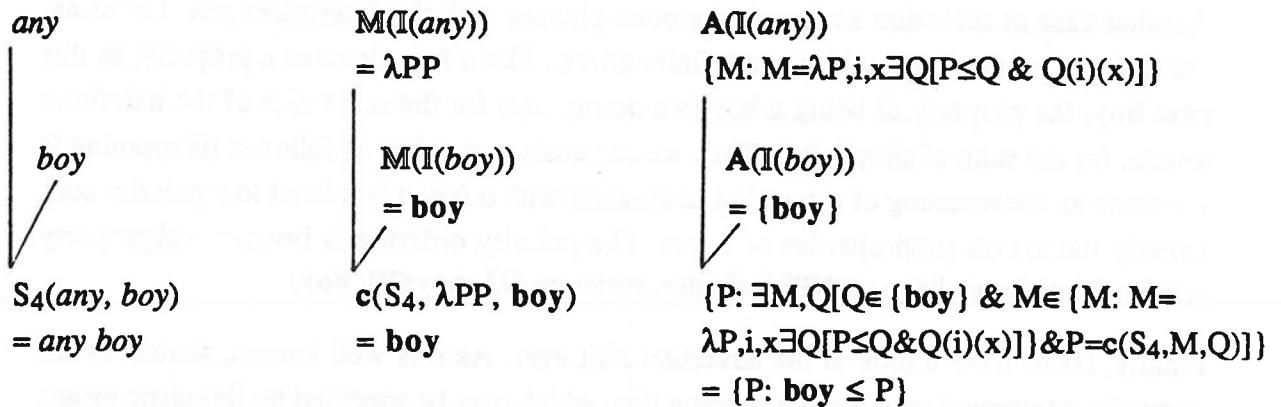 any M(I(any)) A(I(any))
= λPP {M: M=λP,i,x∃Q[P≤Q & Q(i)(x)]}
boy M(I(boy)) A(I(boy))
= boy = {boy}
S₄(any, boy) c(S₄, λPP, boy) {P: ∃M,Q[Q∈{boy} & M∈{M: M=
= any boy = boy λP,i,x∃Q[P≤Q&Q(i)(x)]}&P=c(S₄,M,Q)]}
= {P: boy ≤ P}